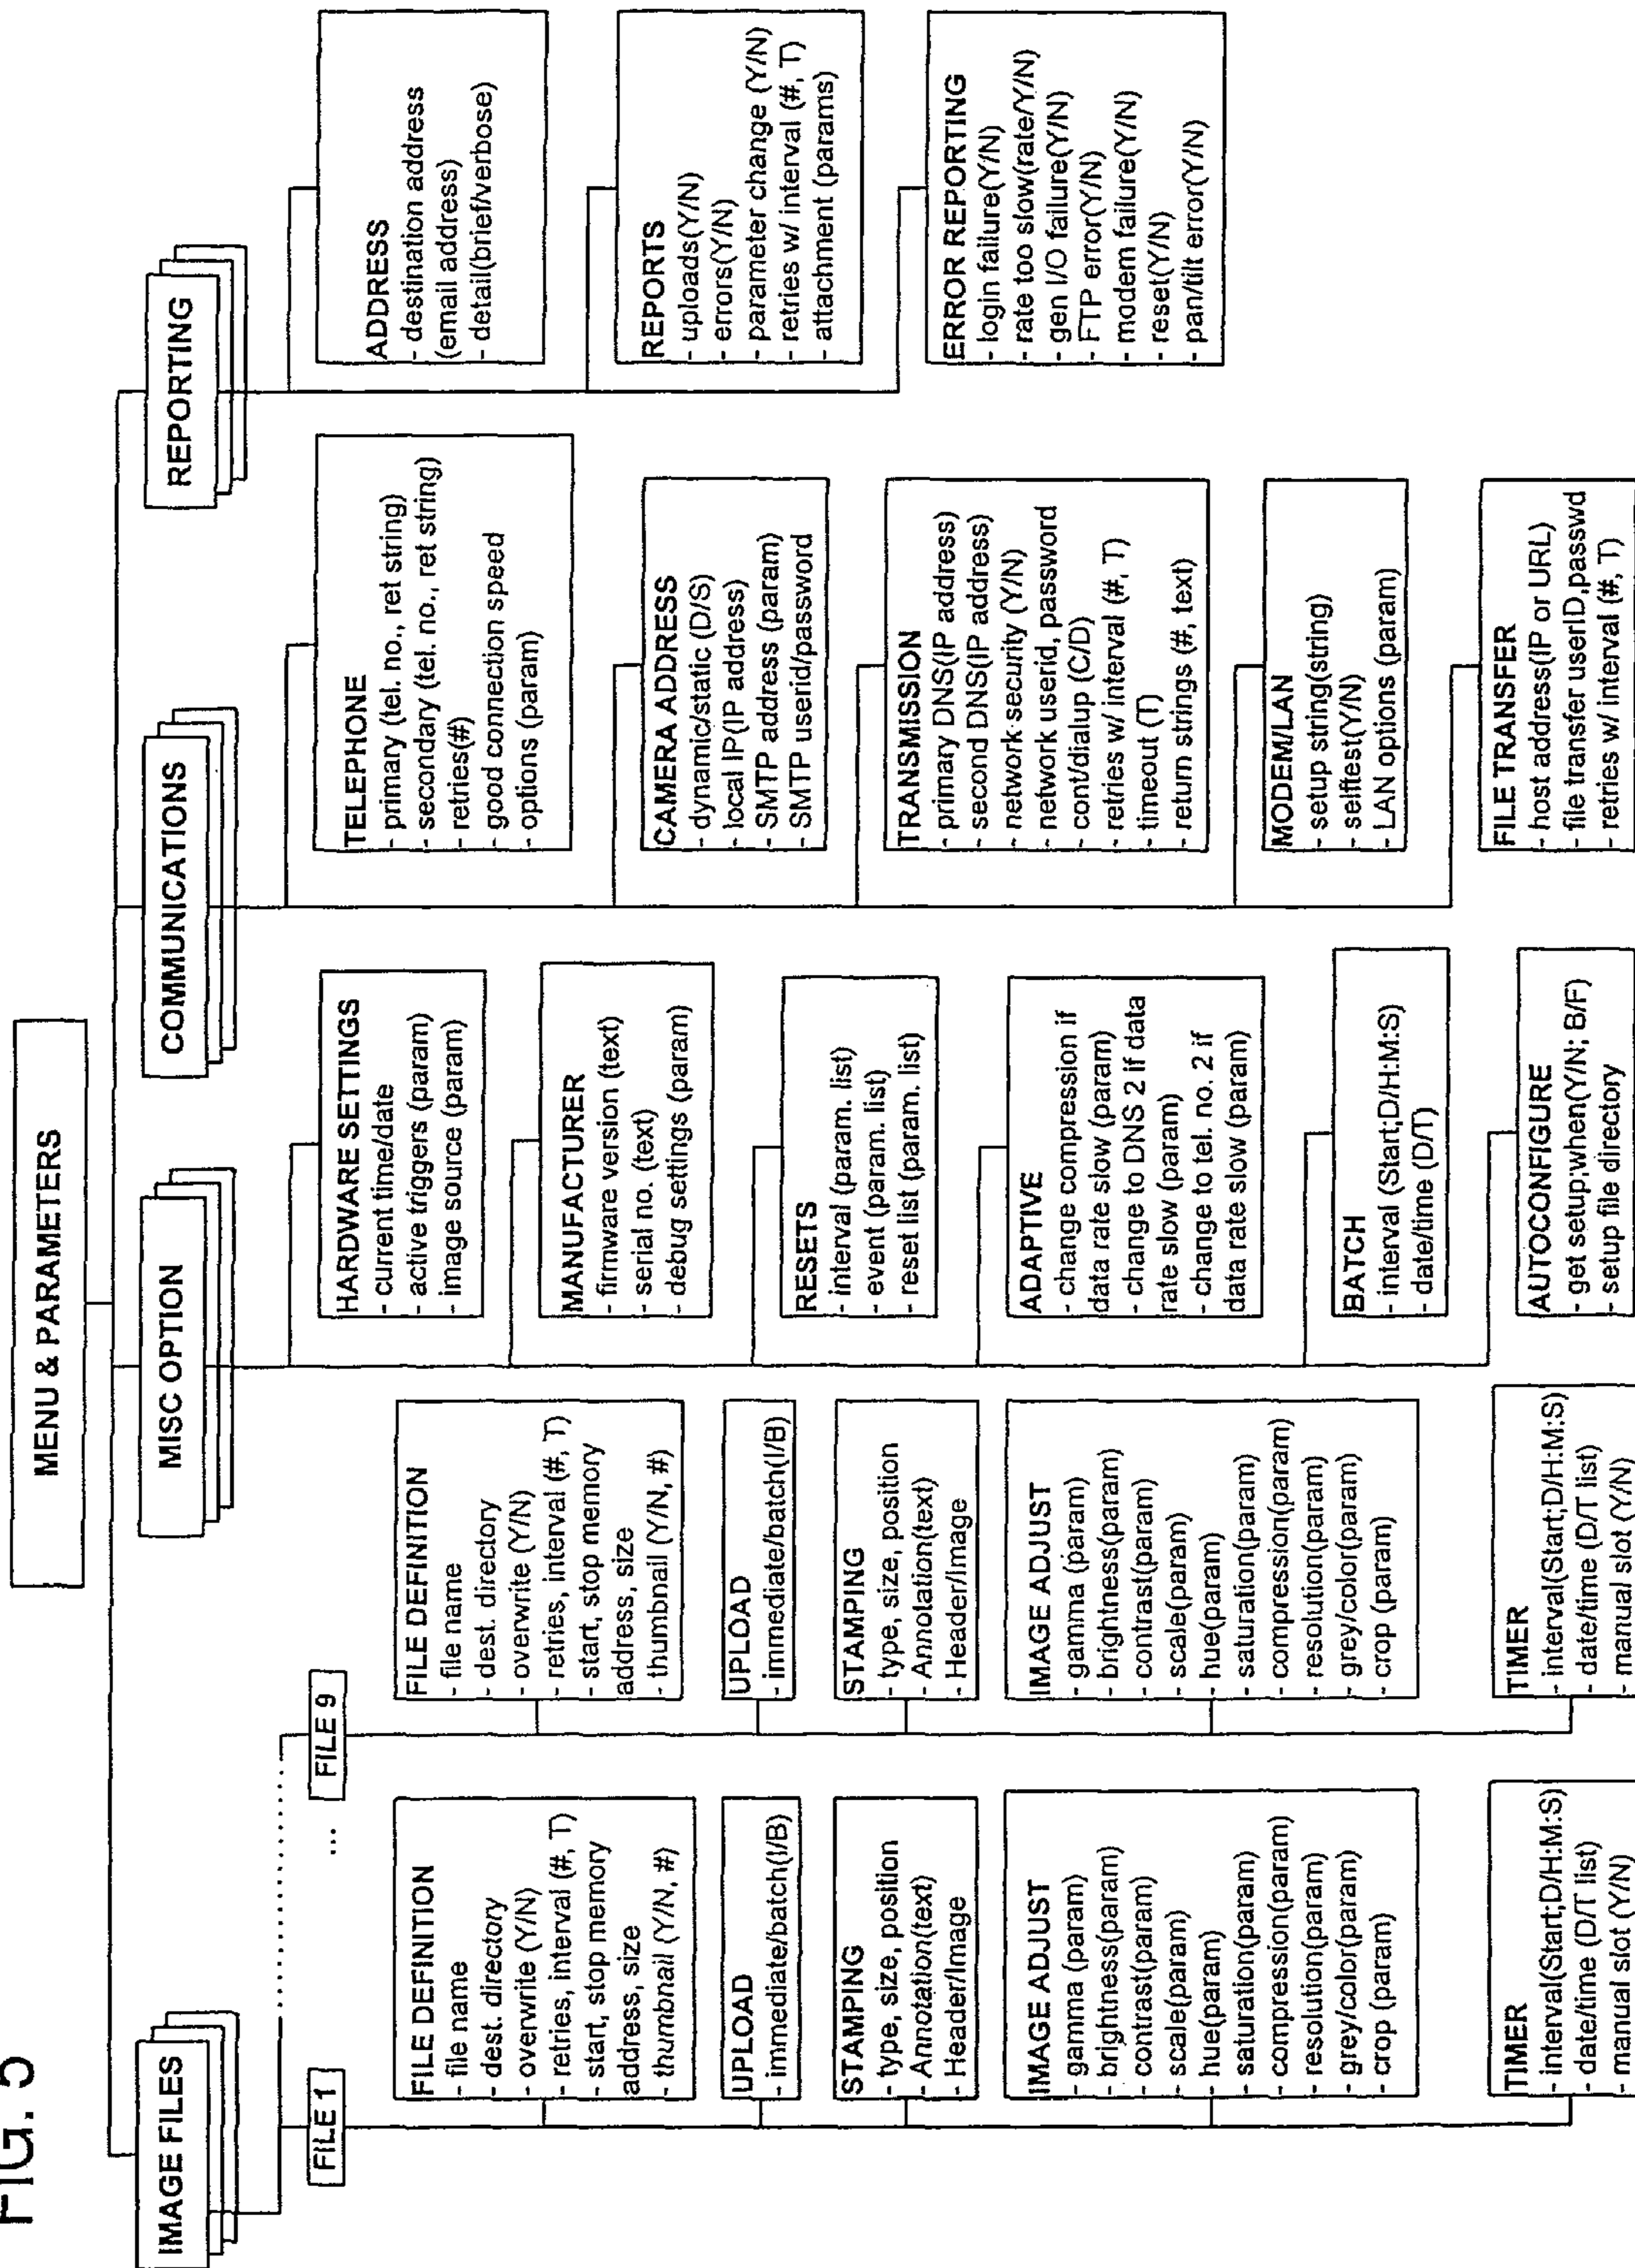 FIG. 5
MENU & PARAMETERS
IMAGE FILES
MISC OPTION
COMMUNICATIONS
REPORTING
FILE 1
...
FILE 9
FILE DEFINITION
- file name
- dest. directory
- overwrite (Y/N)
- retries, interval (#, T)
- start, stop memory
address, size
- thumbnail (Y/N, #)
UPLOAD
- immediate/batch(I/B)
STAMPING
- type, size, position
- Annotation(text)
- Header/Image
IMAGE ADJUST
- gamma (param)
- brightness(param)
- contrast(param)
- scale(param)
- hue(param)
- saturation(param)
- compression(param)
- resolution(param)
- grey/color(param)
- crop (param)
TIMER
- interval(Start;D/H:M:S)
- date/time (D/T list)
- manual slot (Y/N)
FILE DEFINITION
- file name
- dest. directory
- overwrite (Y/N)
- retries, interval (#, T)
- start, stop memory
address, size
- thumbnail (Y/N, #)
UPLOAD
- immediate/batch(I/B)
STAMPING
- type, size, position
- Annotation(text)
- Header/Image
IMAGE ADJUST
- gamma (param)
- brightness(param)
- contrast(param)
- scale(param)
- hue(param)
- saturation(param)
- compression(param)
- resolution(param)
- grey/color(param)
- crop (param)
TIMER
- interval(Start;D/H:M:S)
- date/time (D/T list)
- manual slot (Y/N)
HARDWARE SETTINGS
- current time/date
- active triggers (param)
- image source (param)
MANUFACTURER
- firmware version (text)
- serial no. (text)
- debug settings (param)
RESETS
- interval (param. list)
- event (param. list)
- reset list (param. list)
ADAPTIVE
- change compression if
data rate slow (param)
- change to DNS 2 if data
rate slow (param)
- change to tel. no. 2 if
data rate slow (param)
BATCH
- interval (Start;D/H:M:S)
- date/time (D/T)
AUTOCONFIGURE
- get setup,when(Y/N; B/F)
- setup file directory
TELEPHONE
- primary (tel. no., ret string)
- secondary (tel. no., ret string)
- retries(#)
- good connection speed
- options (param)
CAMERA ADDRESS
- dynamic/static (D/S)
- local IP(IP address)
- SMTP address (param)
- SMTP userid/password
TRANSMISSION
- primary DNS(IP address)
- second DNS(IP address)
- network security (Y/N)
- network userid, password
- cont/dialup (C/D)
- retries w/ interval (#, T)
- timeout (T)
- return strings (#, text)
MODEM/LAN
- setup string(string)
- selftest(Y/N)
- LAN options (param)
FILE TRANSFER
- host address(IP or URL)
- file transfer userID,passwd
- retries w/ interval (#, T)
ADDRESS
- destination address
(email address)
- detail(brief/verbose)
REPORTS
- uploads(Y/N)
- errors(Y/N)
- parameter change (Y/N)
- retries w/ interval (#, T)
- attachment (params)
ERROR REPORTING
- login failure(Y/N)
- rate too slow(rate/Y/N)
- gen I/O failure(Y/N)
- FTP error(Y/N)
- modem failure(Y/N)
- reset(Y/N)
- pan/tilt error(Y/N)